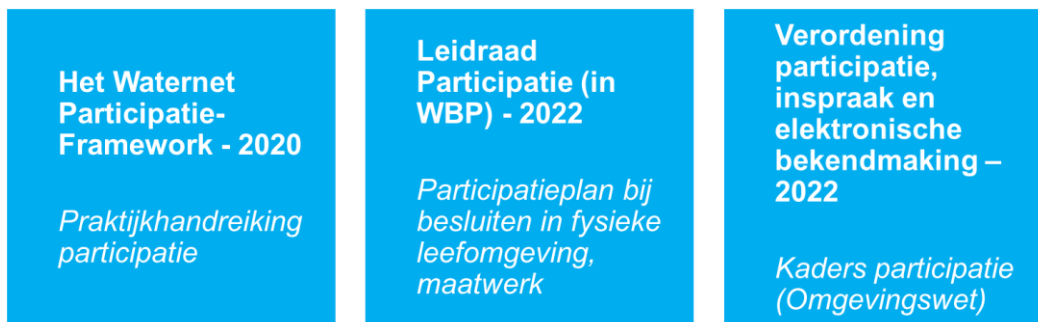 Het Waternet
Participatie-
Framework - 2020
Praktijkhandreiking
participatie
Leidraad
Participatie (in
WBP) - 2022
Participatieplan bij
besluiten in fysieke
leefomgeving,
maatwerk
Verordening
participatie,
inspraak en
elektronische
bekendmaking –
2022
Kaders participatie
(Omgevingswet)